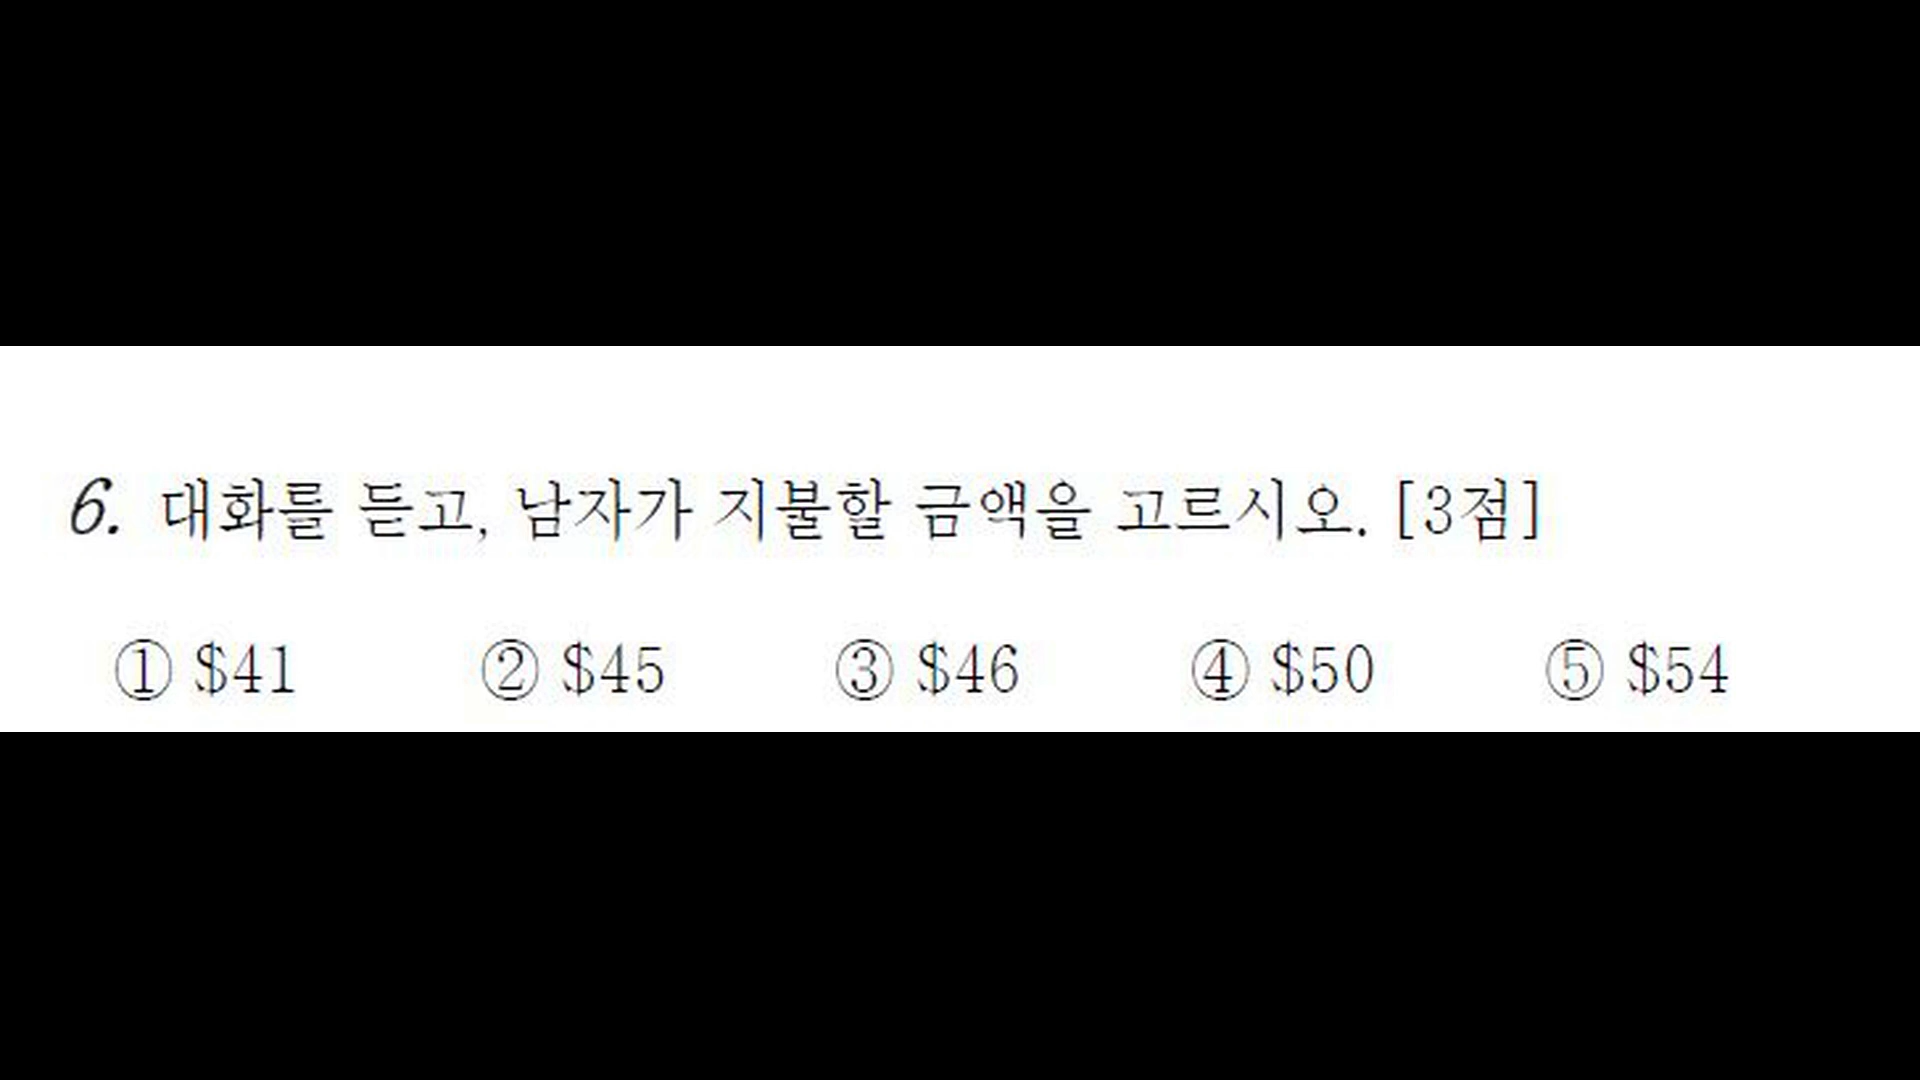 6. 대화를 듣고, 남자가 지불할 금액을 고르시오. [3점]
① $41 ② $45 ③ $46 ④ $50 ⑤ $54